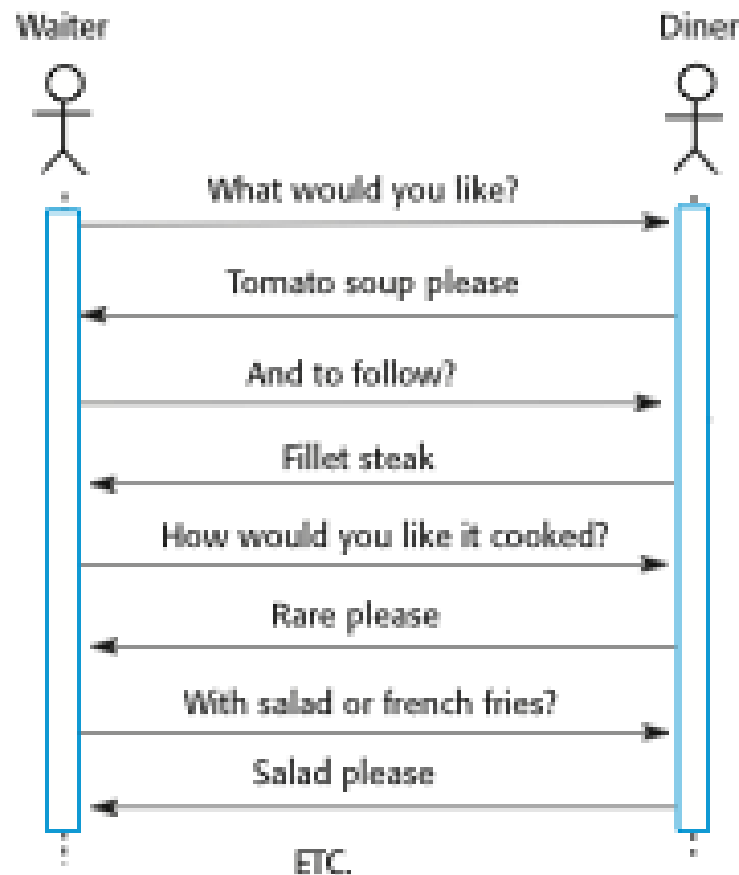 Waiter
Diner
What would you like?
Tomato soup please
And to follow?
Fillet steak
How would you like it cooked?
Rare please
With salad or french fries?
Salad please
ETC.